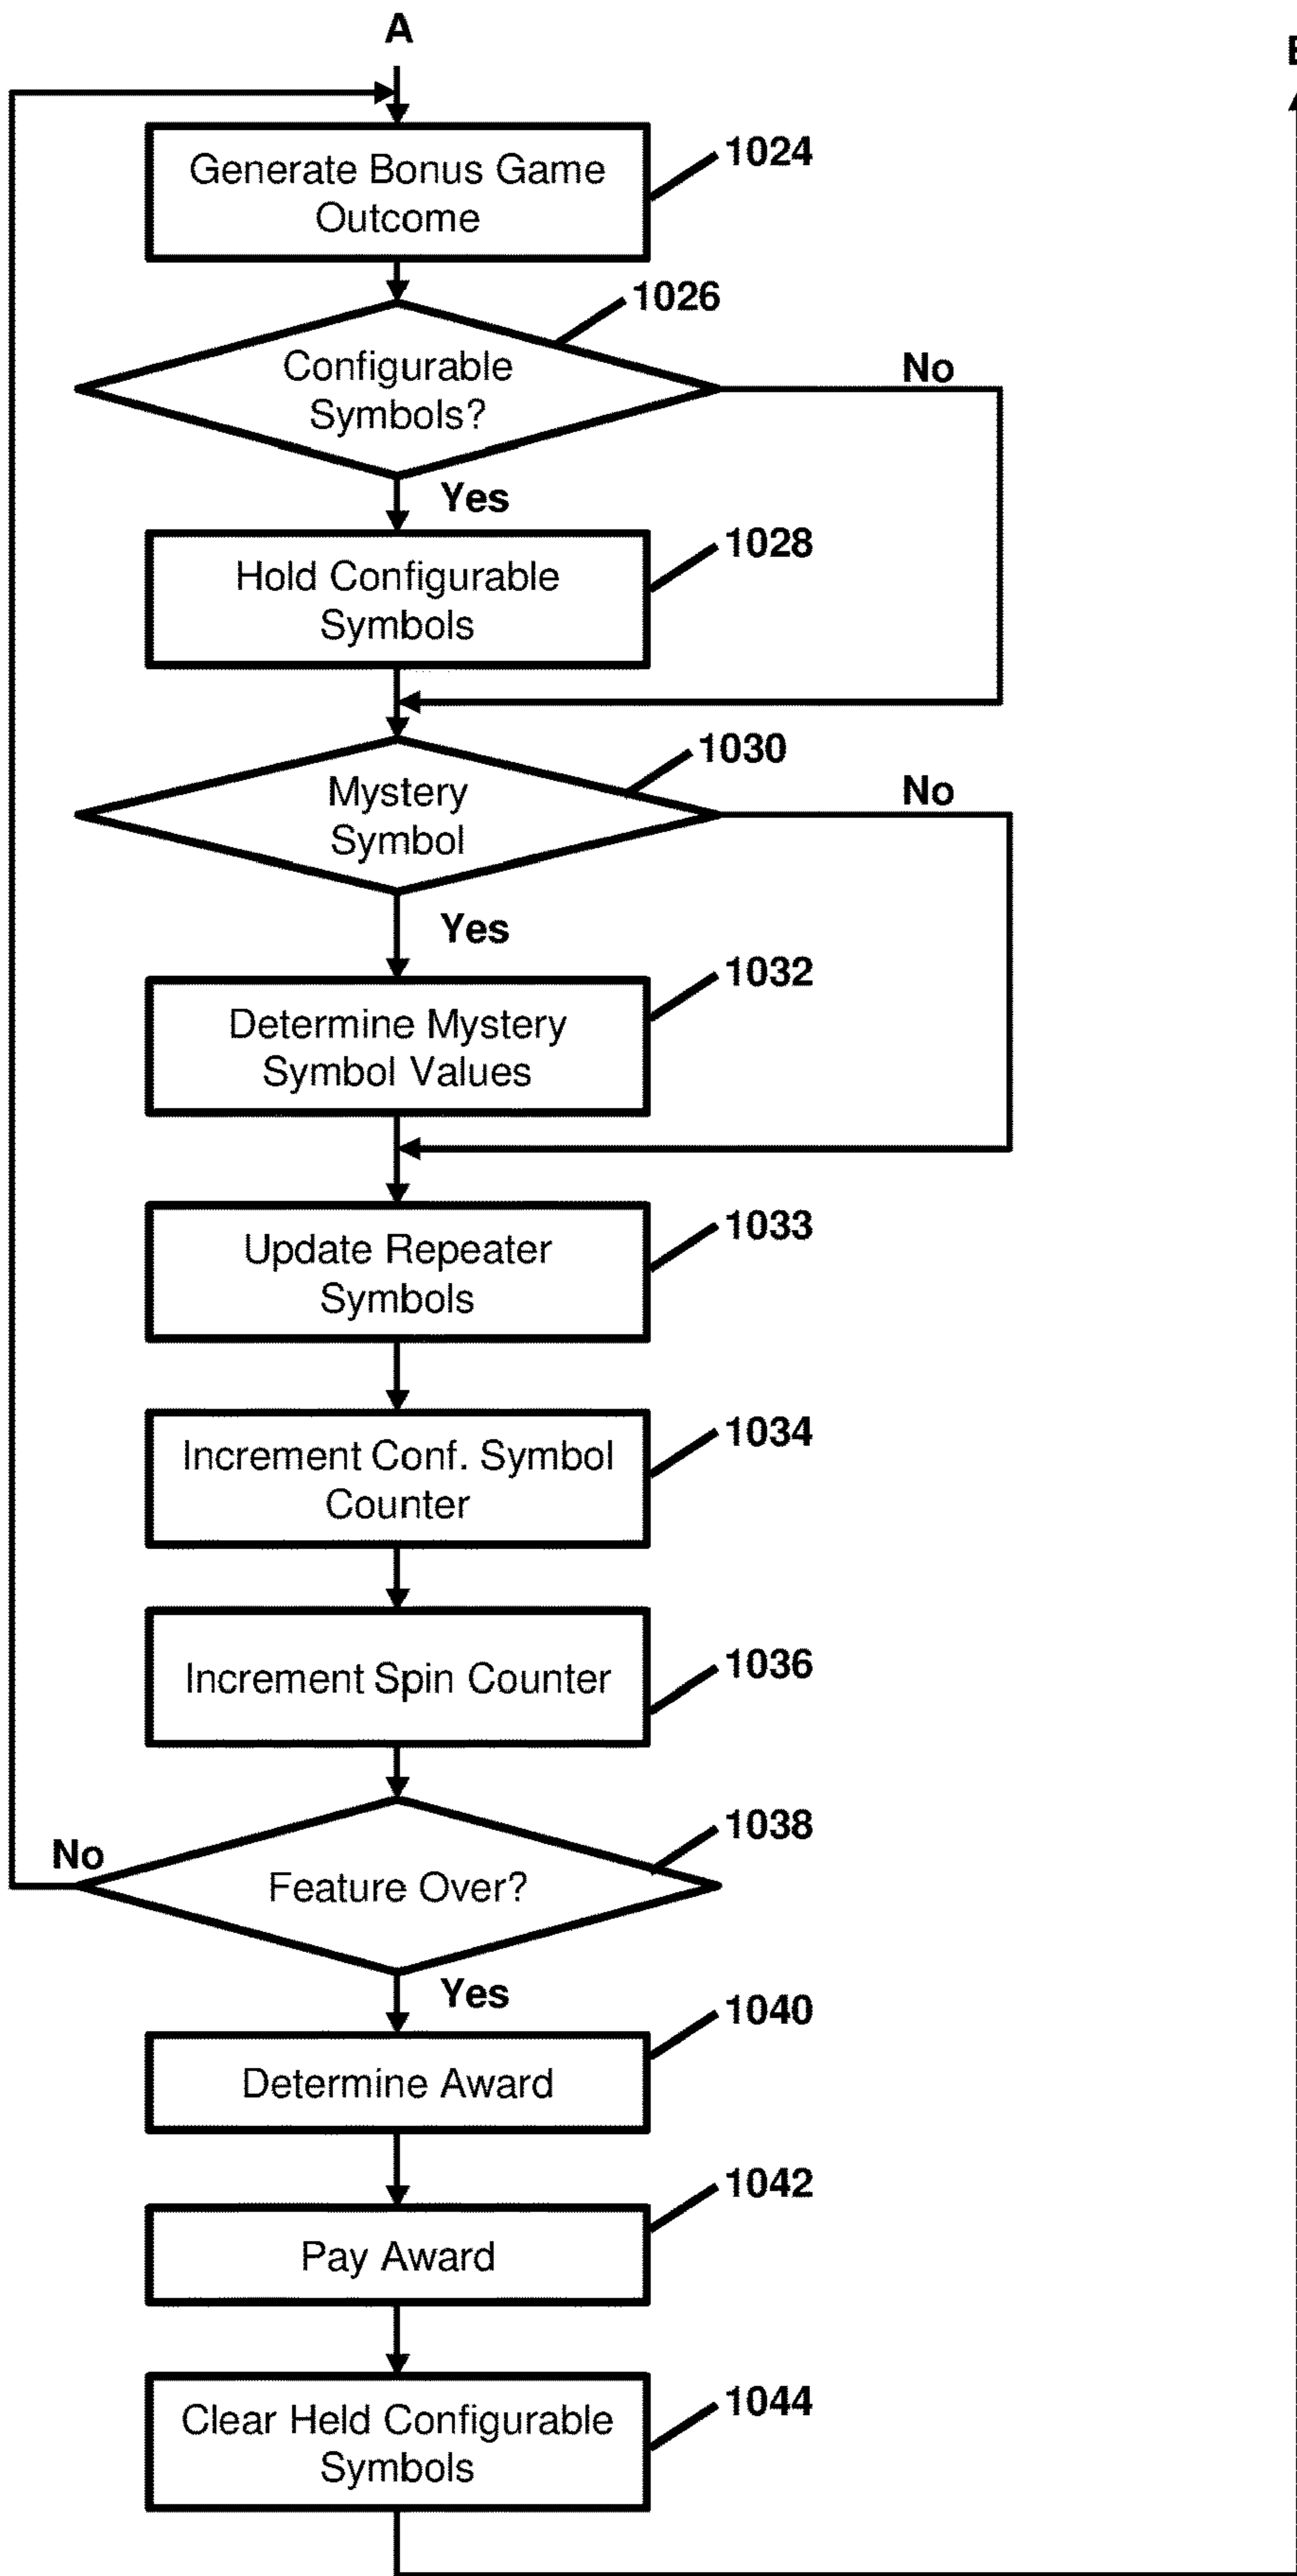 A
Generate Bonus Game
Outcome
1024
1026
Configurable
Symbols?
No
Yes
Hold Configurable
Symbols
1028
1030
Mystery
Symbol
No
Yes
Determine Mystery
Symbol Values
1032
Update Repeater
Symbols
1033
Increment Conf. Symbol
Counter
1034
Increment Spin Counter
1036
No
Feature Over?
1038
Yes
Determine Award
1040
Pay Award
1042
Clear Held Configurable
Symbols
1044